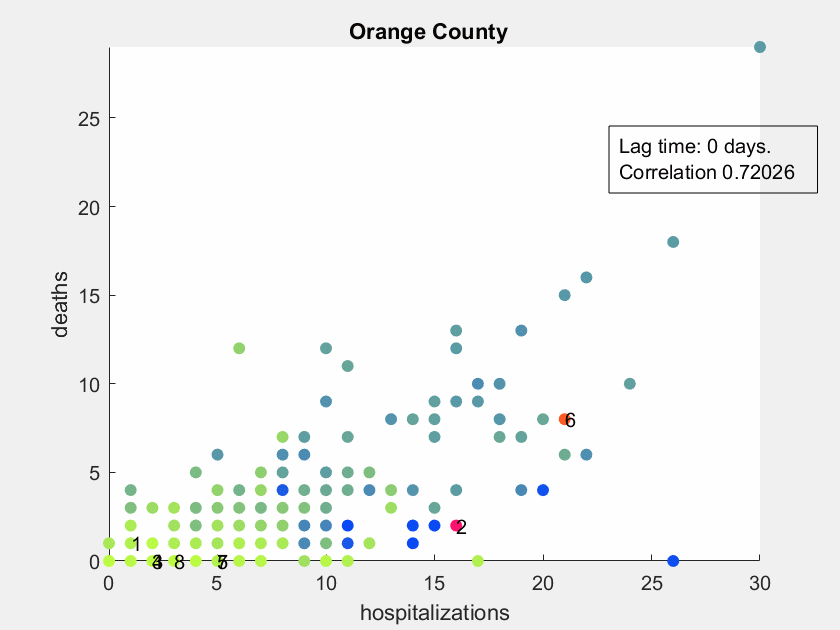 Orange County
Lag time: 0 days.
Correlation 0.72026
deaths
25
20
15
10
5
0
6
2
1
8
0 5 10 15 20 25 30
hospitalizations